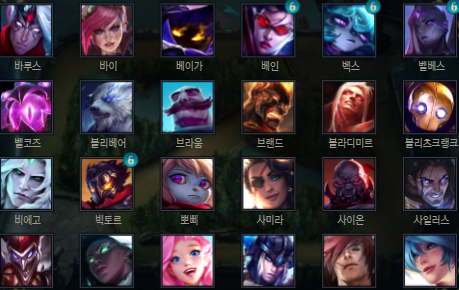 6 6 6
바루스 바이 베이가 베인 벡스 벨베스
벨코즈 볼리베어 브라움 브랜드 블라디미르 블리츠크랭크
6
비에고 빅토르 뽀삐 사미라 사이온 사일러스